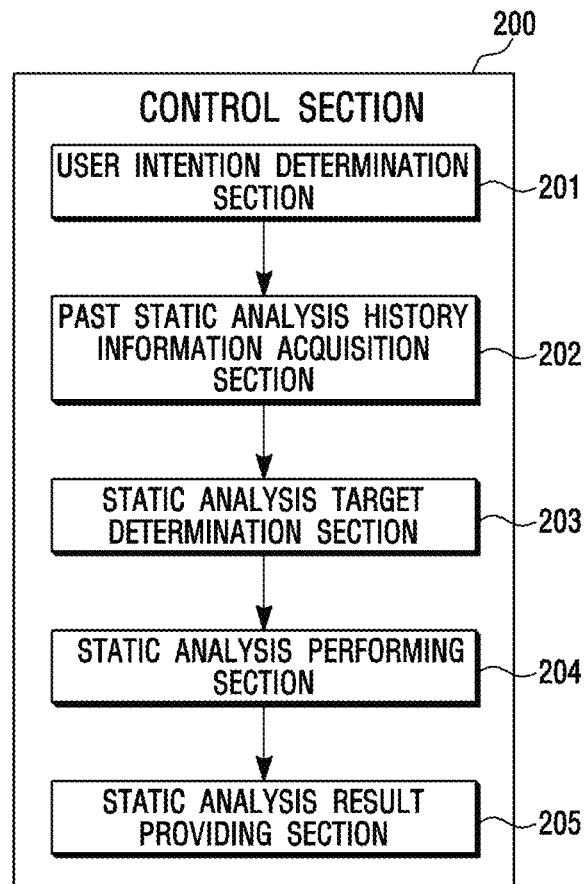 200
CONTROL SECTION
USER INTENTION DETERMINATION
SECTION
201
PAST STATIC ANALYSIS HISTORY
INFORMATION ACQUISITION
SECTION
202
STATIC ANALYSIS TARGET
DETERMINATION SECTION
203
STATIC ANALYSIS PERFORMING
SECTION
204
STATIC ANALYSIS RESULT
PROVIDING SECTION
205